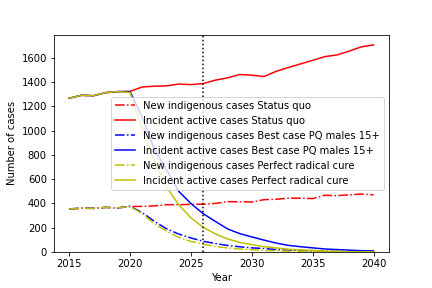 1600
1400
1200
1000
800
600
400
200
0
Number of cases
New indigenous cases Status quo
Incident active cases Status quo
New indigenous cases Best case PQ males 15+
Incident active cases Best case PQ males 15+
New indigenous cases Perfect radical cure
Incident active cases Perfect radical cure
2015 2020 2025 2030 2035 2040
Year